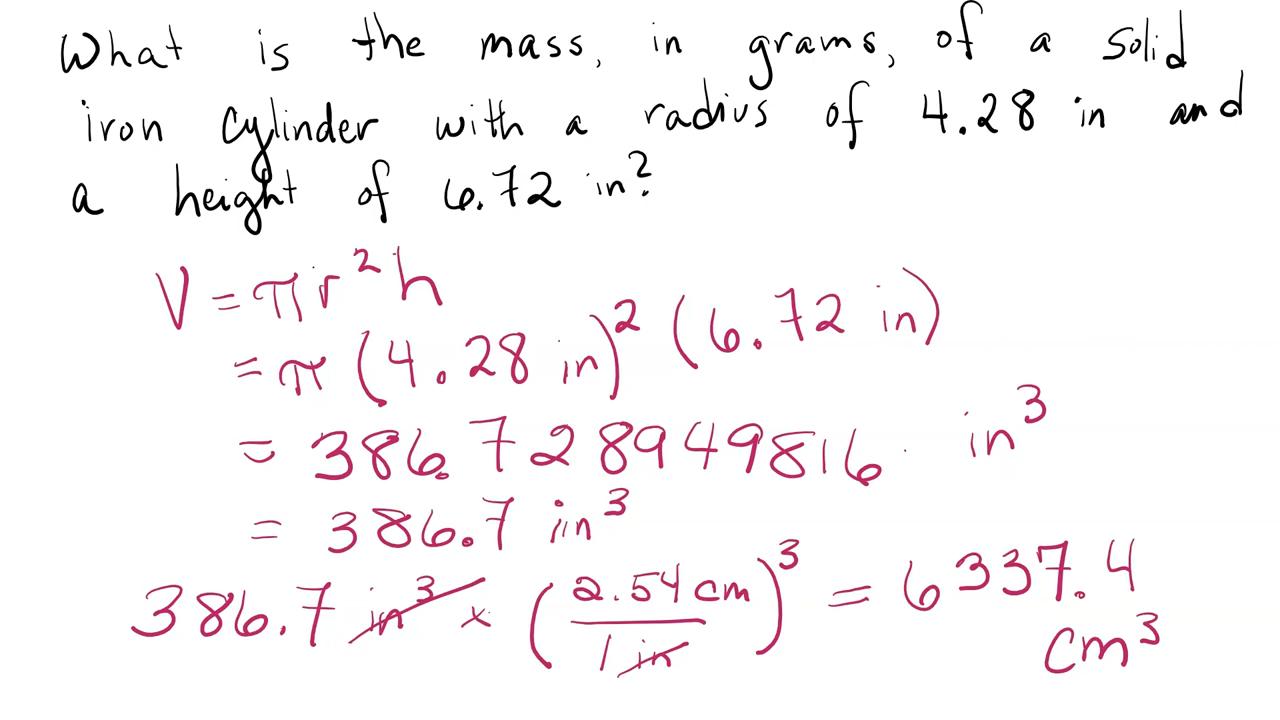 What is the mass, in grams, of a solid
iron cylinder with a radius of 4.28 in and
a height of 6.72 in?
V = πr²h
= π (4.28 in)² (6.72 in)
= 386.728949816 in³
= 386.7 in³
386.7 in³ × (2.54 cm / 1 in)³ = 6337.4
cm³